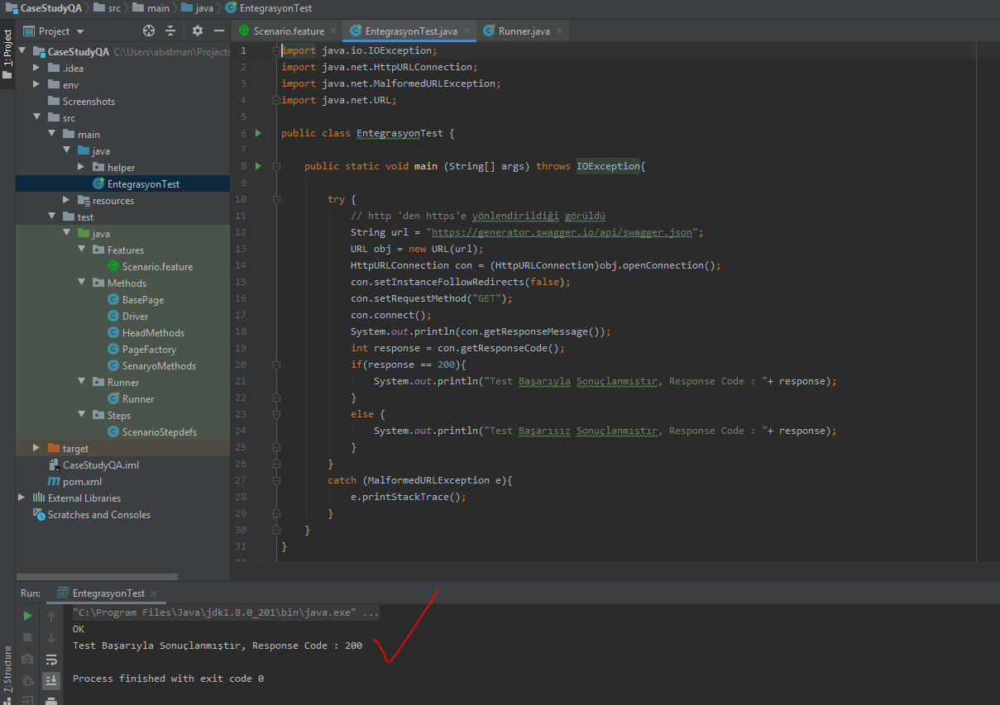 CaseStudyQA src main java EntegrasyonTest
Project
Scenario.feature EntegrasyonTest.java Runner.java
1: Project
CaseStudyQA C:\Users\abatman\Projects
.idea
env
Screenshots
src
main
java
helper
EntegrasyonTest
resources
test
java
Features
Scenario.feature
Methods
BasePage
Driver
HeadMethods
PageFactory
SenaryoMethods
Runner
Runner
Steps
ScenarioStepdefs
target
CaseStudyQA.iml
pom.xml
External Libraries
Scratches and Consoles
1 import java.io.IOException;
2 import java.net.HttpURLConnection;
3 import java.net.MalformedURLException;
4 import java.net.URL;
5
6 public class EntegrasyonTest {
7
8 public static void main (String[] args) throws IOException{
9
10 try {
11 // http 'den https'e yönlendirildiği görüldü
12 String url = "https://generator.swagger.io/api/swagger.json";
13 URL obj = new URL(url);
14 HttpURLConnection con = (HttpURLConnection)obj.openConnection();
15 con.setInstanceFollowRedirects(false);
16 con.setRequestMethod("GET");
17 con.connect();
18 System.out.println(con.getResponseMessage());
19 int response = con.getResponseCode();
20 if(response == 200){
21 System.out.println("Test Başarıyla Sonuçlanmıştır, Response Code : "+ response);
22 }
23 else {
24 System.out.println("Test Başarısız Sonuçlanmıştır, Response Code : "+ response);
25 }
26 }
27 catch (MalformedURLException e){
28 e.printStackTrace();
29 }
30 }
31 }
Run: EntegrasyonTest
"C:\Program Files\Java\jdk1.8.0_201\bin\java.exe" ...
OK
Test Başarıyla Sonuçlanmıştır, Response Code : 200
Process finished with exit code 0
7: Structure